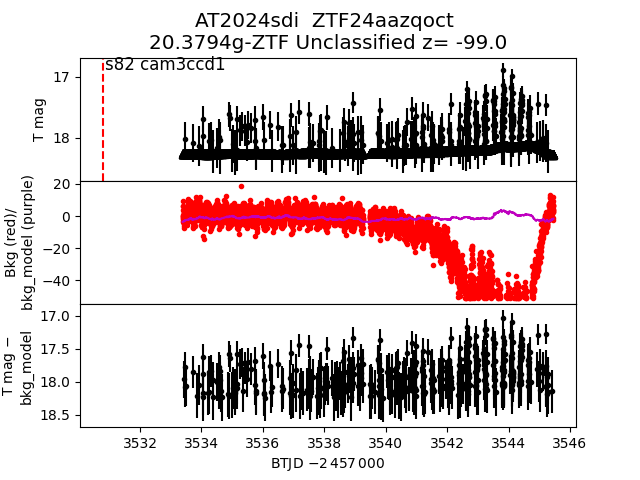 AT2024sdi  ZTF24aazqoct
20.3794g-ZTF Unclassified z= -99.0
s82 cam3ccd1
17
18
T mag
20
0
−20
−40
Bkg (red)/
bkg_model (purple)
17.0
17.5
18.0
18.5
T mag −
bkg_model
3532 3534 3536 3538 3540 3542 3544 3546
BTJD −2 457 000